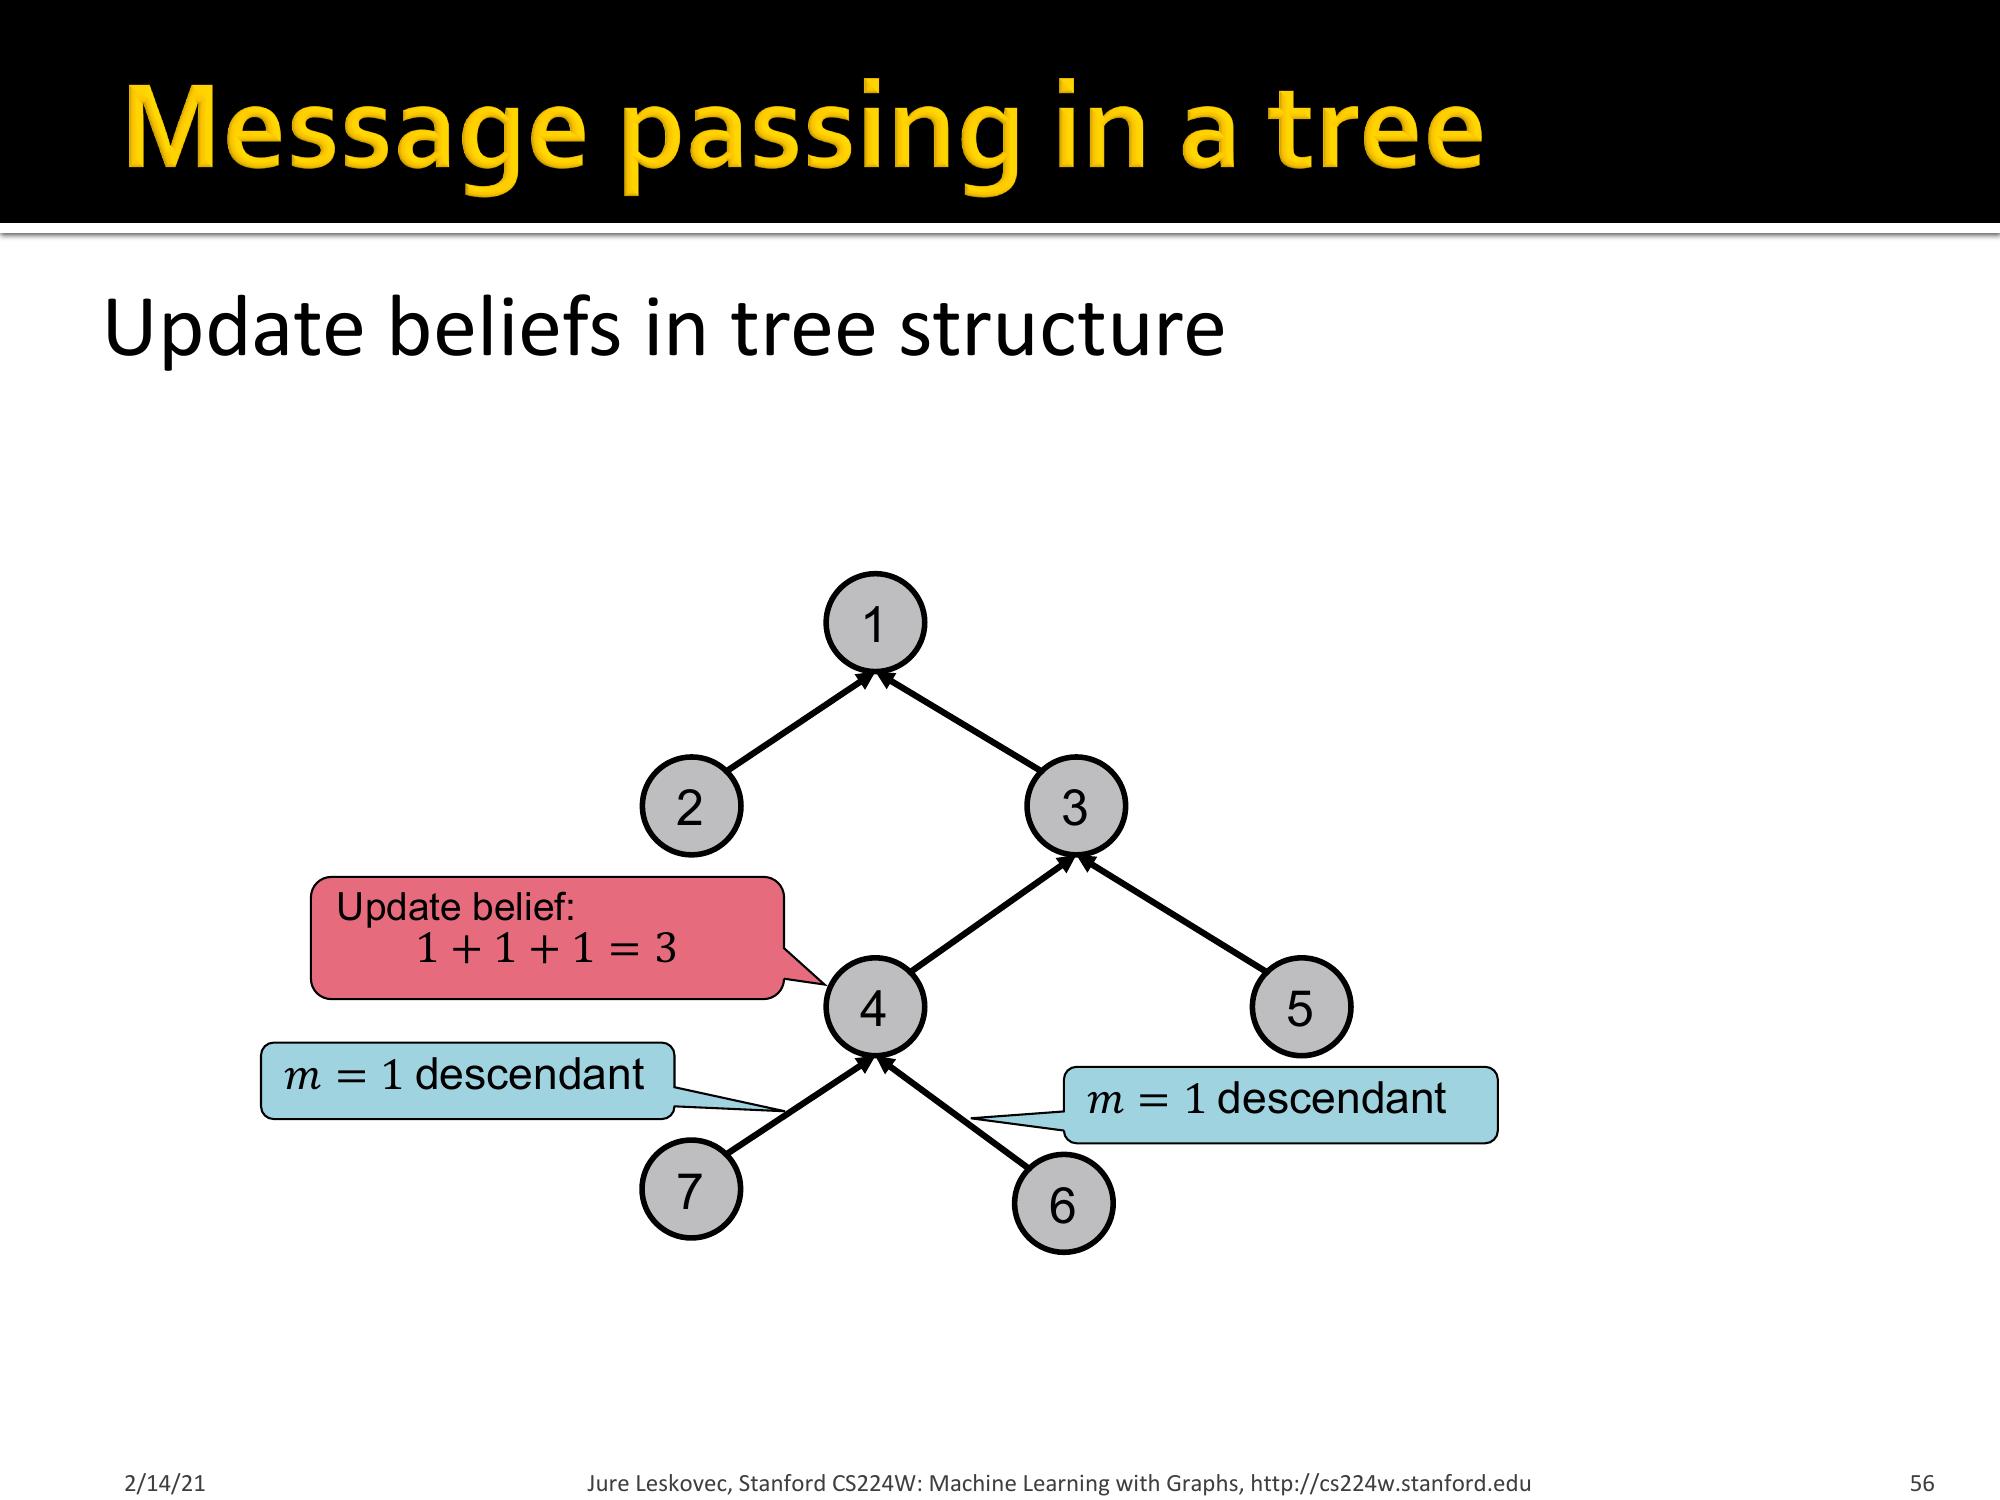 Message passing in a tree
Update beliefs in tree structure
1
2
3
Update belief:
1 + 1 + 1 = 3
4
5
m = 1 descendant
m = 1 descendant
7
6
2/14/21
Jure Leskovec, Stanford CS224W: Machine Learning with Graphs, http://cs224w.stanford.edu
56